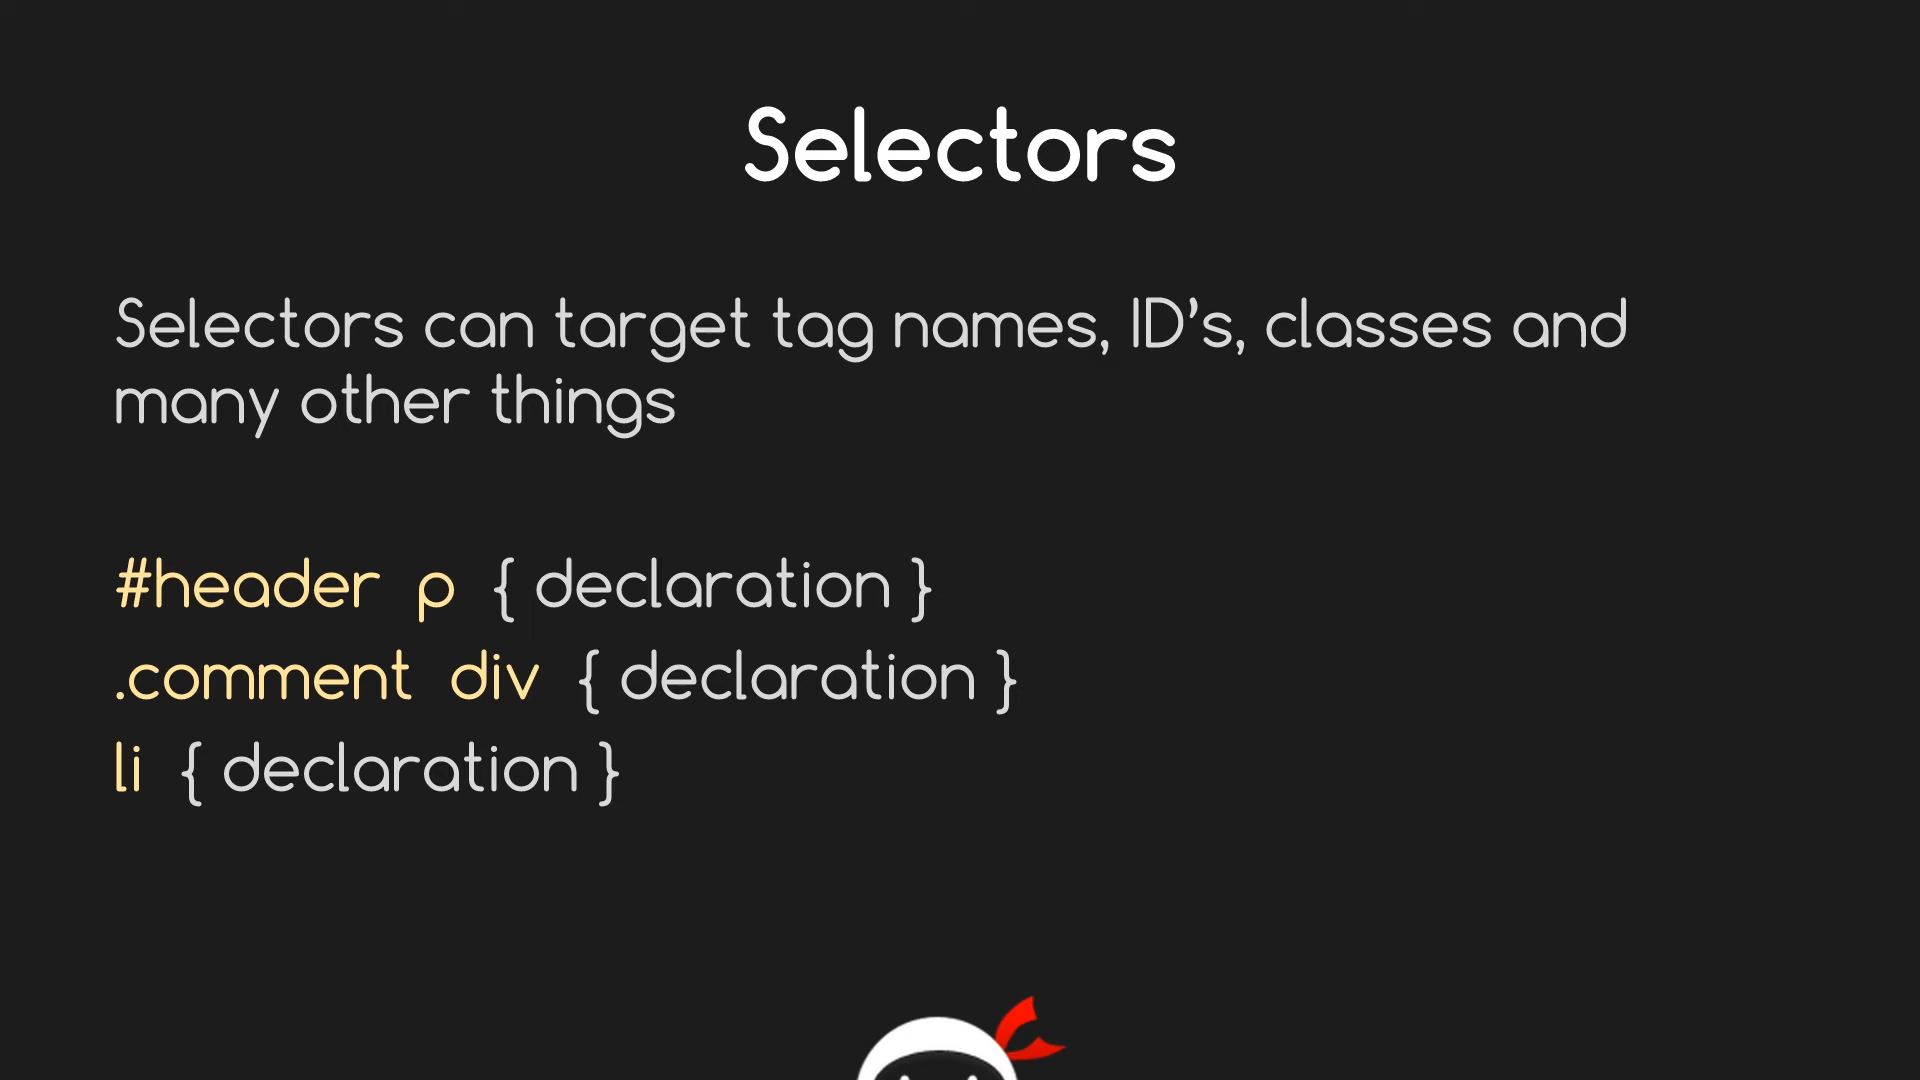 Selectors
Selectors can target tag names, ID’s, classes and
many other things
#header p { declaration }
.comment div { declaration }
li { declaration }